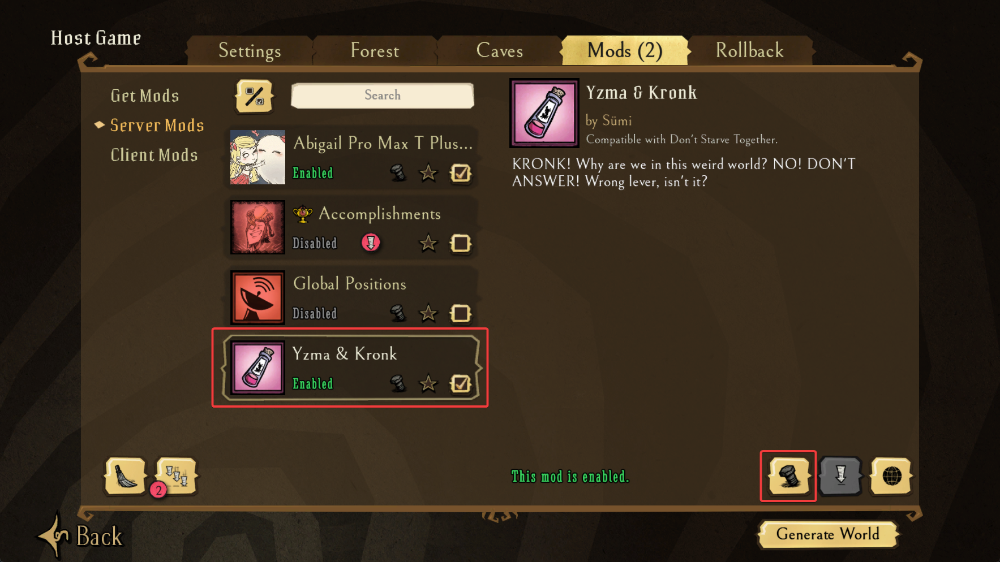 Host Game
Settings
Forest
Caves
Mods (2)
Rollback
Get Mods
Server Mods
Client Mods
Search
Abigail Pro Max T Plus...
Enabled
Accomplishments
Disabled
Global Positions
Disabled
Yzma & Kronk
Enabled
Yzma & Kronk
by Sümi
Compatible with Don't Starve Together.
KRONK! Why are we in this weird world? NO! DON'T
ANSWER! Wrong lever, isn't it?
2
This mod is enabled.
Back
Generate World